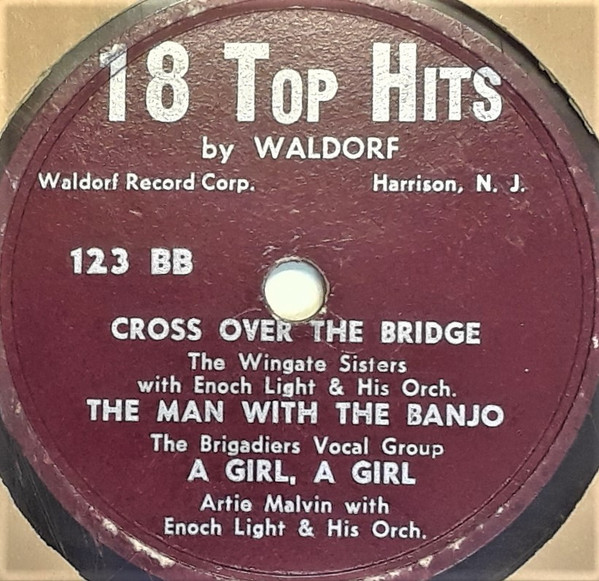 18 TOP HITS
by WALDORF
Waldorf Record Corp. Harrison, N. J.
123 BB
CROSS OVER THE BRIDGE
The Wingate Sisters
with Enoch Light & His Orch.
THE MAN WITH THE BANJO
The Brigadiers Vocal Group
A GIRL, A GIRL
Artie Malvin with
Enoch Light & His Orch.